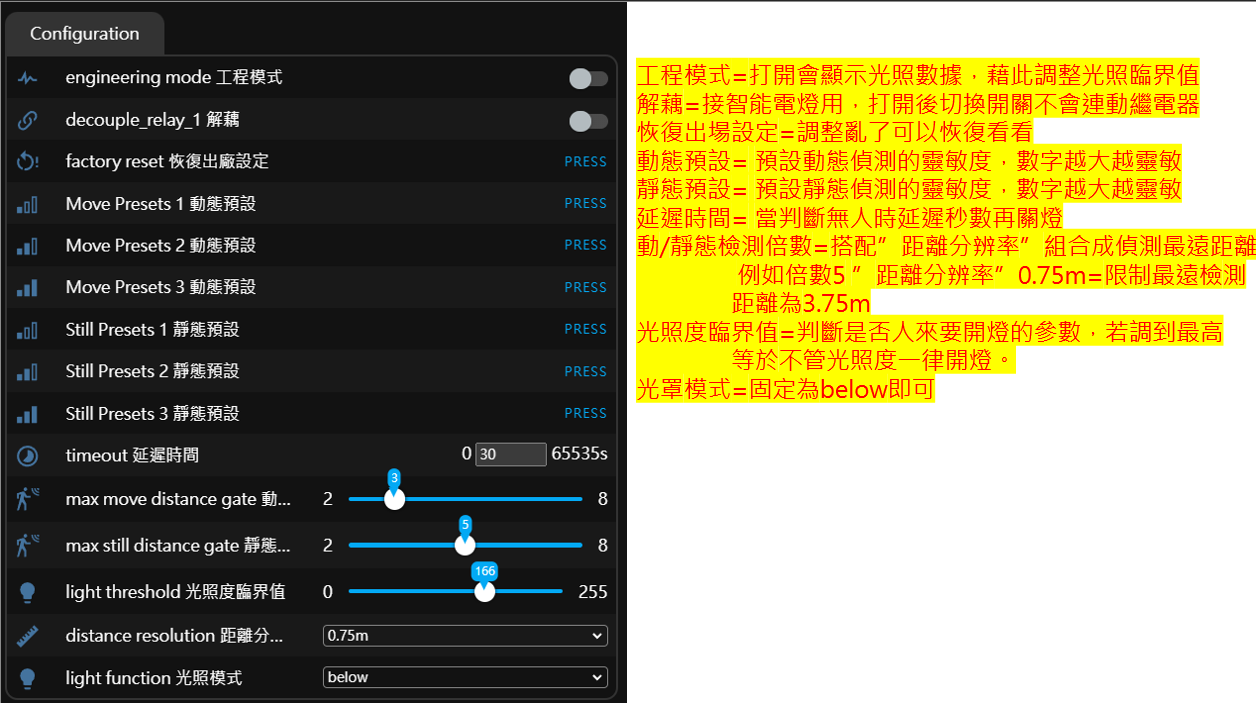 Configuration
engineering mode 工程模式
decouple_relay_1 解藕
factory reset 恢復出廠設定 PRESS
Move Presets 1 動態預設 PRESS
Move Presets 2 動態預設 PRESS
Move Presets 3 動態預設 PRESS
Still Presets 1 靜態預設 PRESS
Still Presets 2 靜態預設 PRESS
Still Presets 3 靜態預設 PRESS
timeout 延遲時間 0 30 65535s
max move distance gate 動... 2 3 8
max still distance gate 靜態... 2 5 8
light threshold 光照度臨界值 0 166 255
distance resolution 距離分... 0.75m
light function 光照模式 below
工程模式=打開會顯示光照數據，藉此調整光照臨界值
解藕=接智能電燈用，打開後切換開關不會連動繼電器
恢復出場設定=調整亂了可以恢復看看
動態預設= 預設動態偵測的靈敏度，數字越大越靈敏
靜態預設= 預設靜態偵測的靈敏度，數字越大越靈敏
延遲時間= 當判斷無人時延遲秒數再關燈
動/靜態檢測倍數=搭配”距離分辨率”組合成偵測最遠距離
例如倍數5 ”距離分辨率”0.75m=限制最遠檢測
距離為3.75m
光照度臨界值=判斷是否人來要開燈的參數，若調到最高
等於不管光照度一律開燈。
光罩模式=固定為below即可